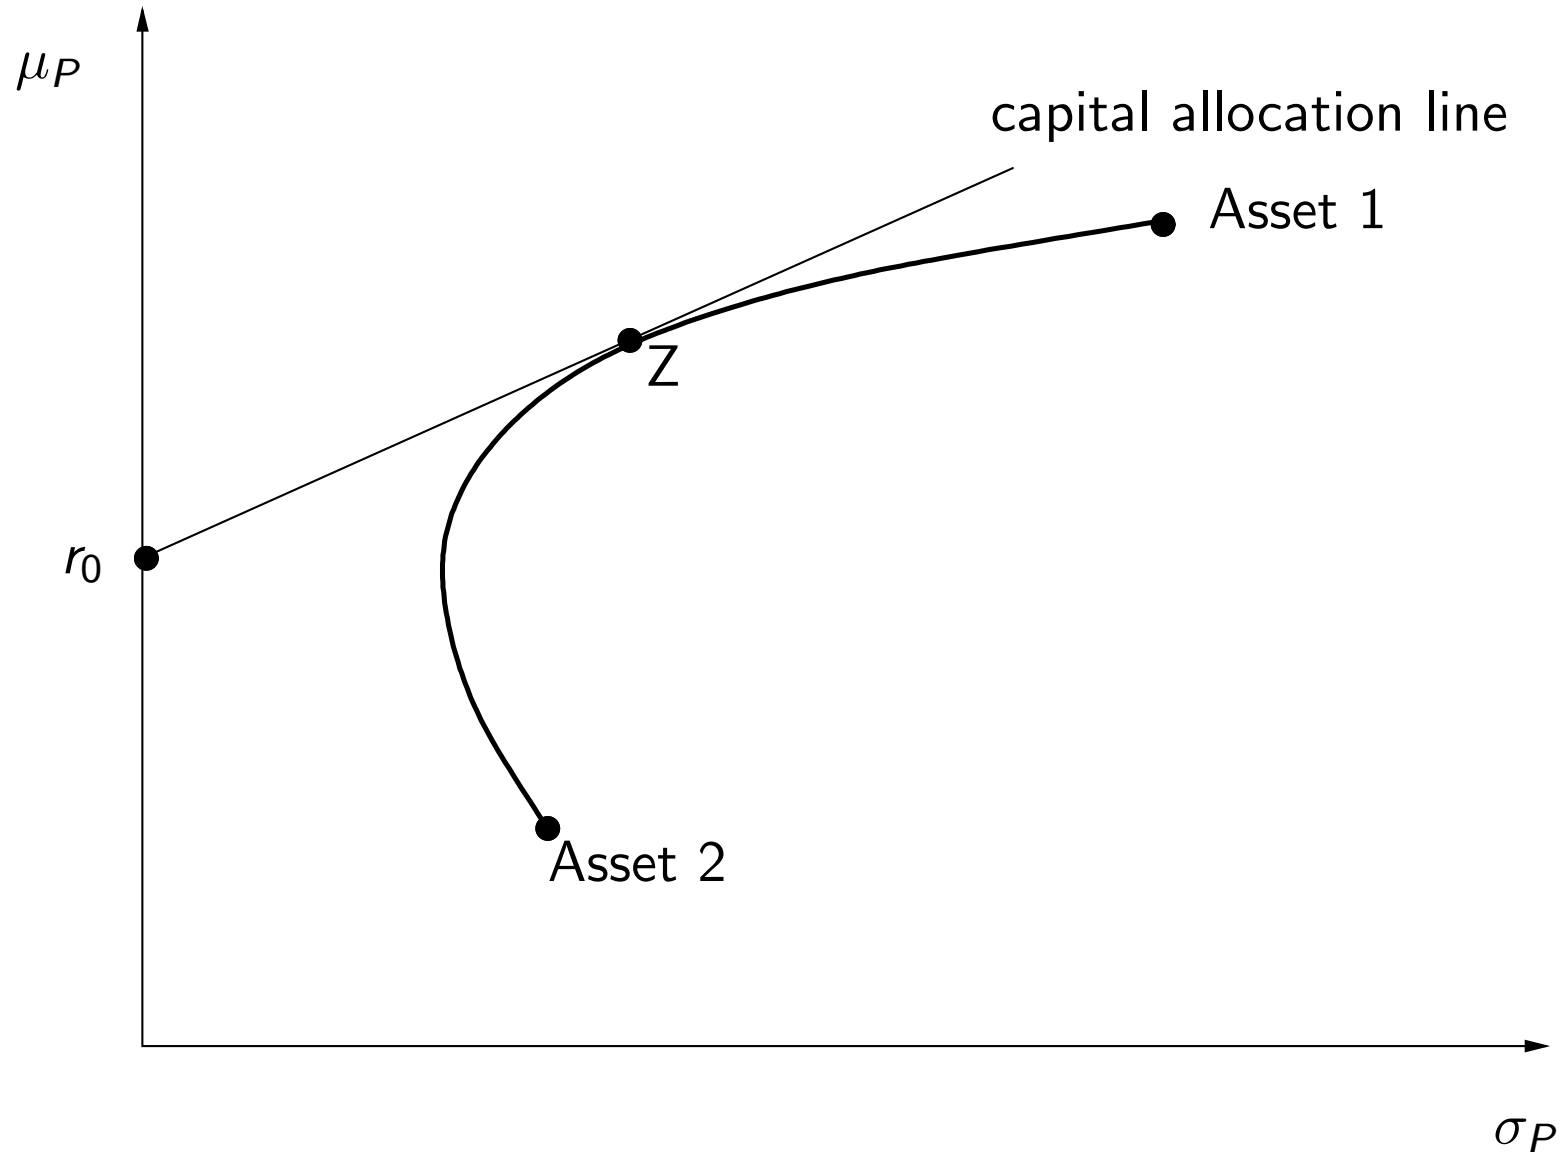 μP
capital allocation line
Asset 1
Z
r0
Asset 2
σP